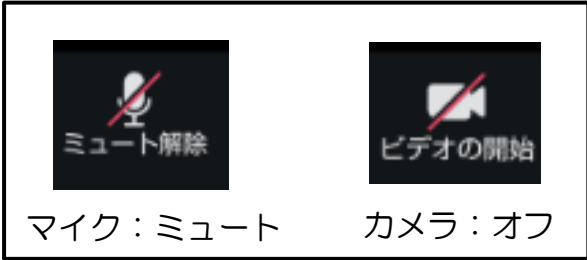 ミュート解除
ビデオの開始
マイク：ミュート
カメラ：オフ